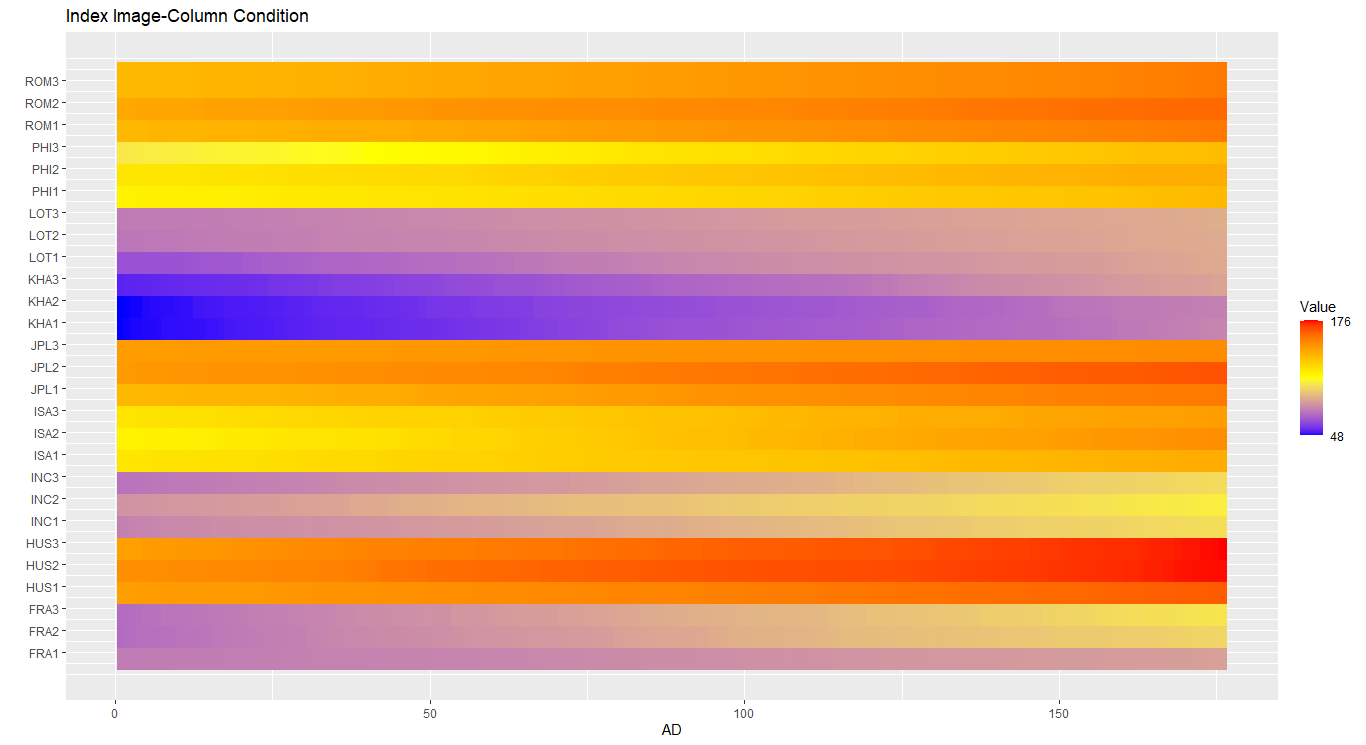 Index Image-Column Condition
ROM3
ROM2
ROM1
PHI3
PHI2
PHI1
LOT3
LOT2
LOT1
KHA3
KHA2
KHA1
JPL3
JPL2
JPL1
ISA3
ISA2
ISA1
INC3
INC2
INC1
HUS3
HUS2
HUS1
FRA3
FRA2
FRA1
0 50 100 150
AD
Value
176
48